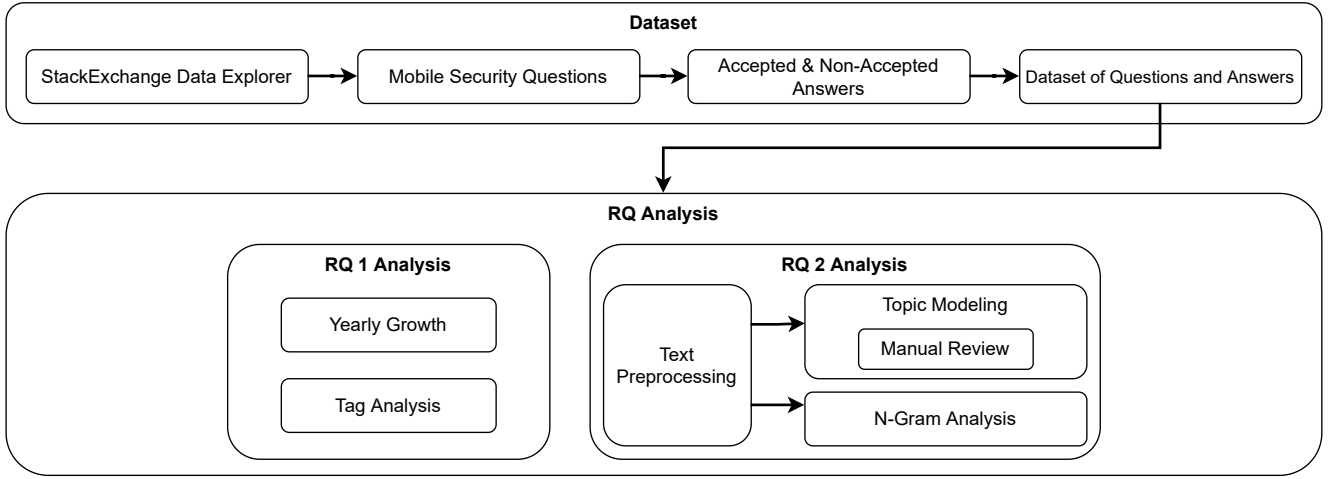 Dataset
StackExchange Data Explorer
Mobile Security Questions
Accepted & Non-Accepted
Answers
Dataset of Questions and Answers
RQ Analysis
RQ 1 Analysis
Yearly Growth
Tag Analysis
RQ 2 Analysis
Text
Preprocessing
Topic Modeling
Manual Review
N-Gram Analysis